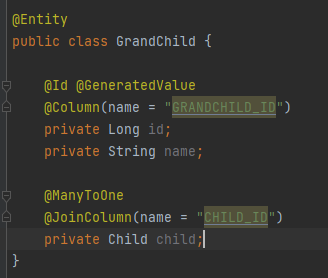 @Entity
public class GrandChild {
@Id @GeneratedValue
@Column(name = "GRANDCHILD_ID")
private Long id;
private String name;
@ManyToOne
@JoinColumn(name = "CHILD_ID")
private Child child;
}